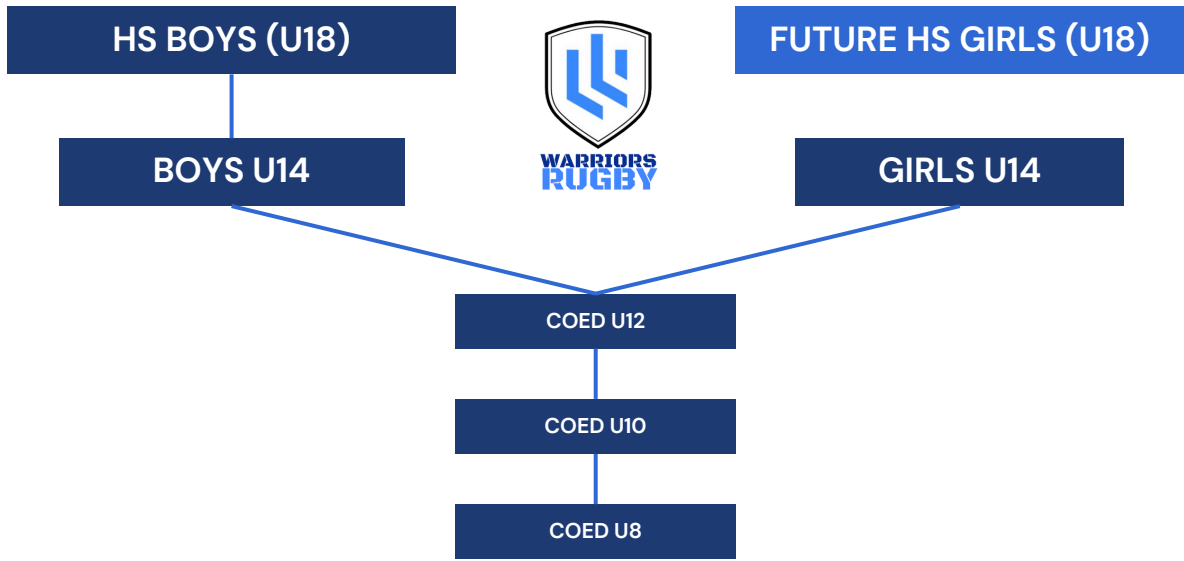 HS BOYS (U18)
FUTURE HS GIRLS (U18)
WARRIORS
RUGBY
BOYS U14
GIRLS U14
COED U12
COED U10
COED U8